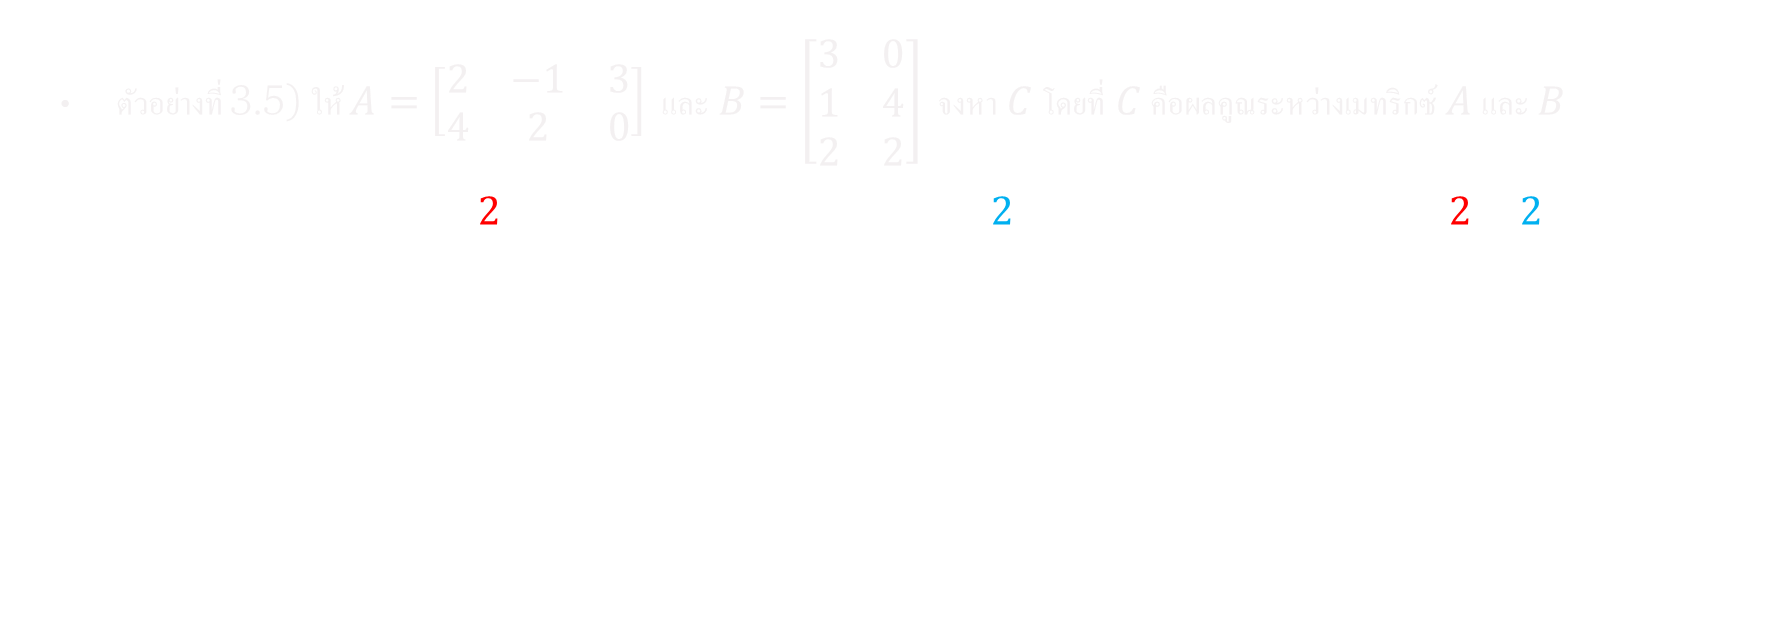 • ตัวอย่างที่ 3.5) ให้ A = [2 −1 3; 4 2 0] และ B = [3 0; 1 4; 2 2] จงหา C โดยที่ C คือผลคูณระหว่างเมทริกซ์ A และ B
2 2 2 2